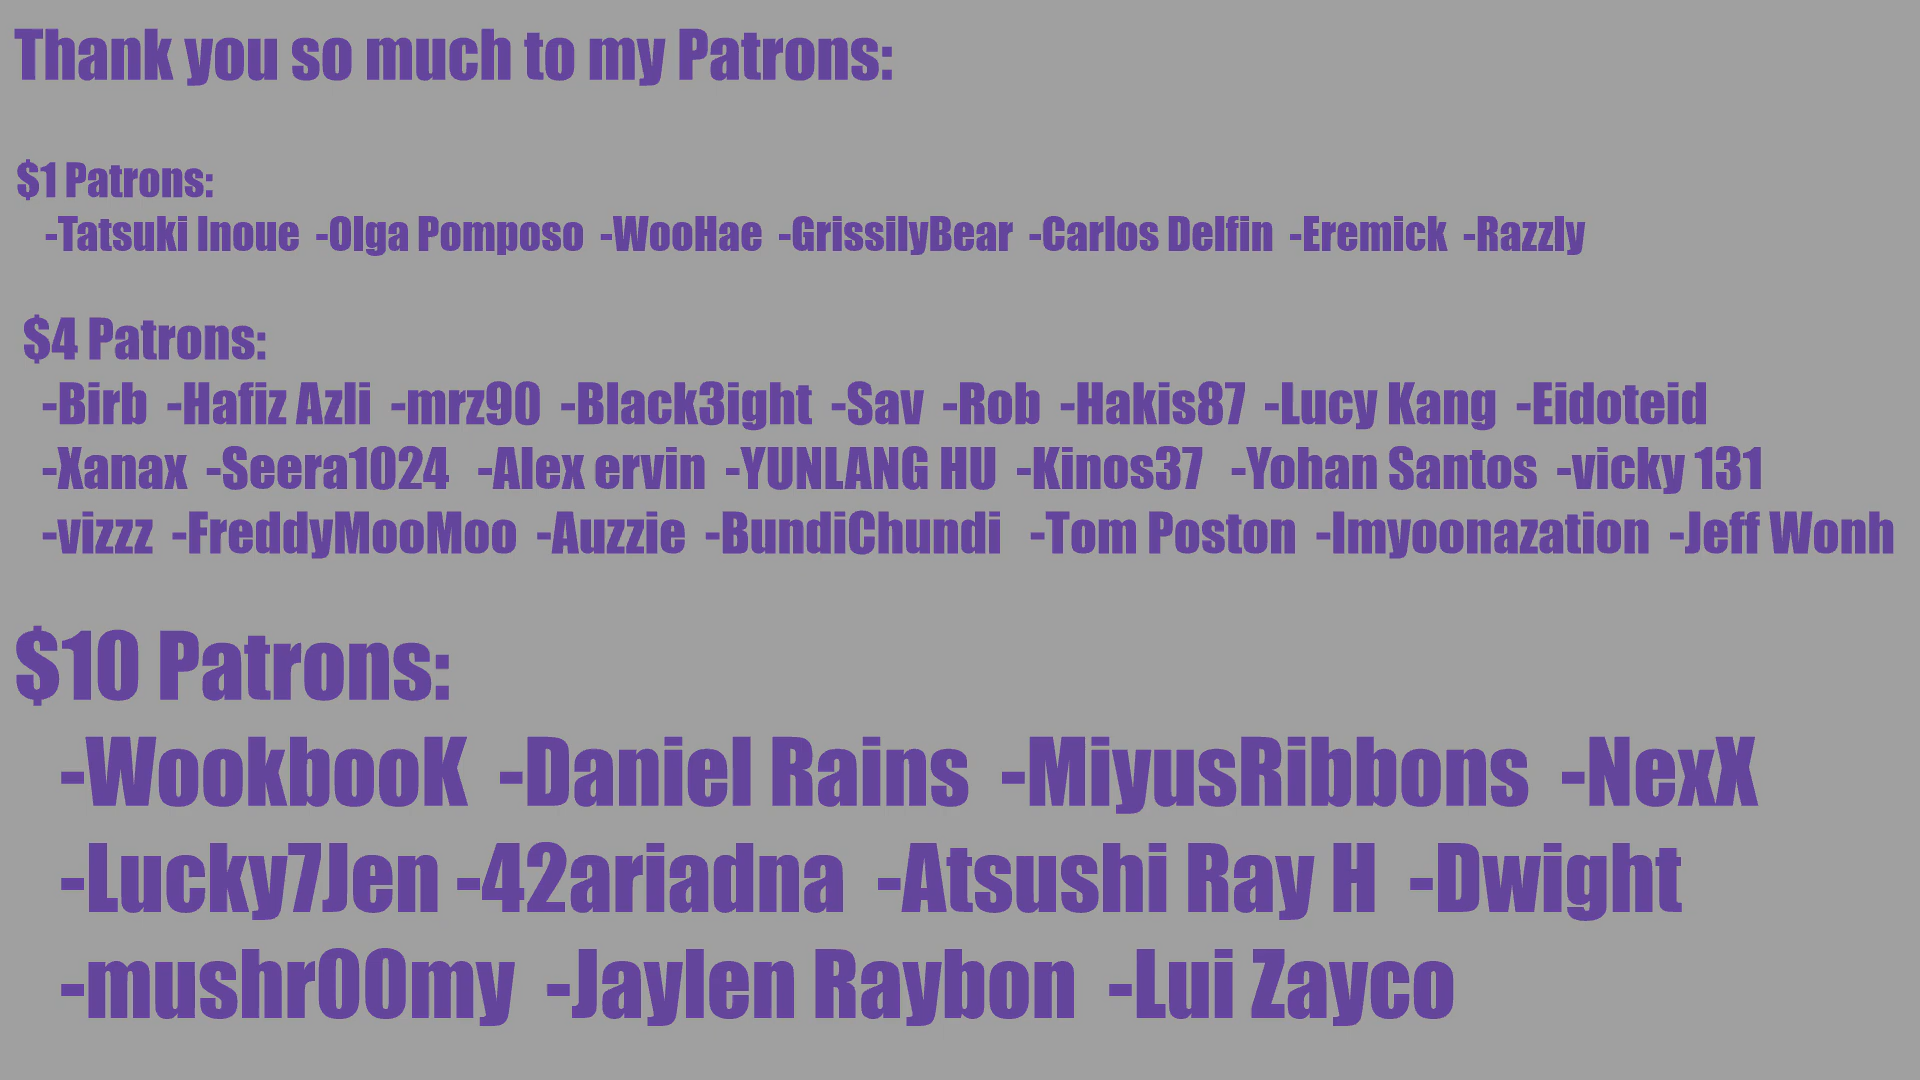 Thank you so much to my Patrons:
$1 Patrons:
-Tatsuki Inoue -Olga Pomposo -WooHae -GrissilyBear -Carlos Delfin -Eremick -Razzly
$4 Patrons:
-Birb -Hafiz Azli -mrz90 -Black3ight -Sav -Rob -Hakis87 -Lucy Kang -Eidoteid
-Xanax -Seera1024 -Alex ervin -YUNLANG HU -Kinos37 -Yohan Santos -vicky 131
-vizzz -FreddyMooMoo -Auzzie -BundiChundi -Tom Poston -Imyoonazation -Jeff Wonh
$10 Patrons:
-WookbooK -Daniel Rains -MiyusRibbons -NexX
-Lucky7Jen -42ariadna -Atsushi Ray H -Dwight
-mushr00my -Jaylen Raybon -Lui Zayco